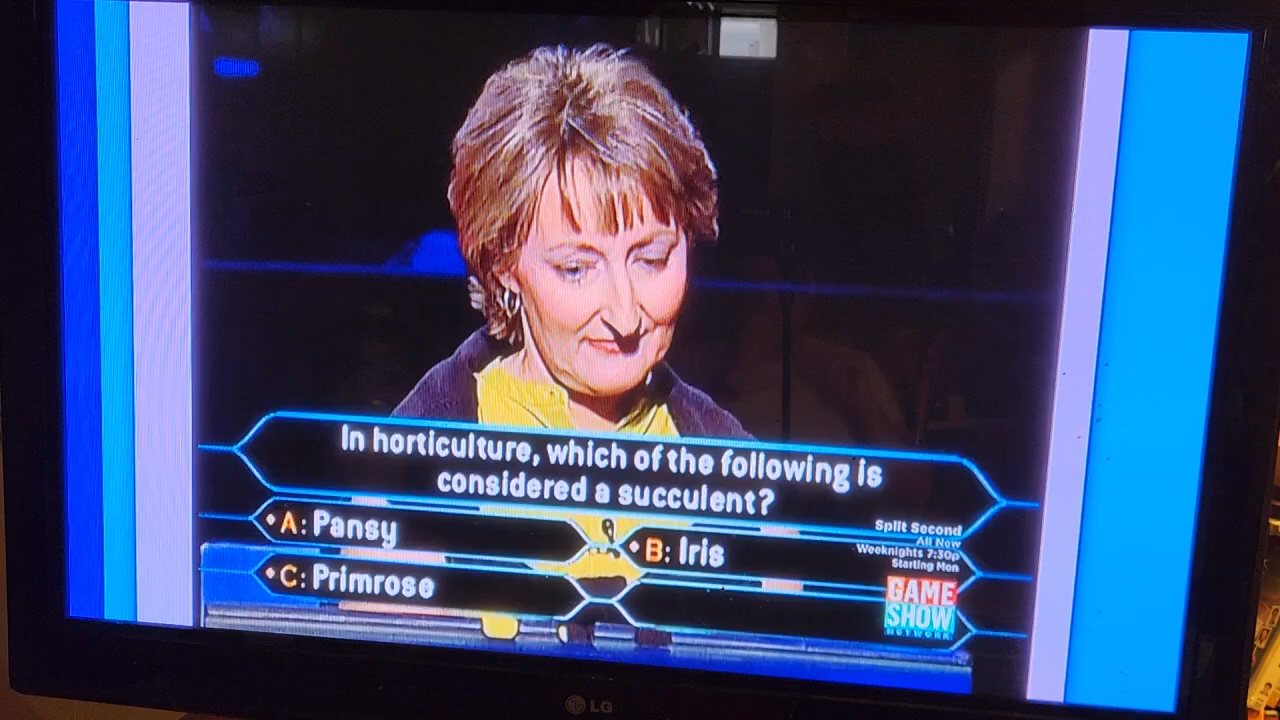 In horticulture, which of the following is
considered a succulent?
A: Pansy
B: Iris
C: Primrose
Split Second
All New
Weeknights 7:30p
Starting Mon
GAME
SHOW
NETWORK
LG